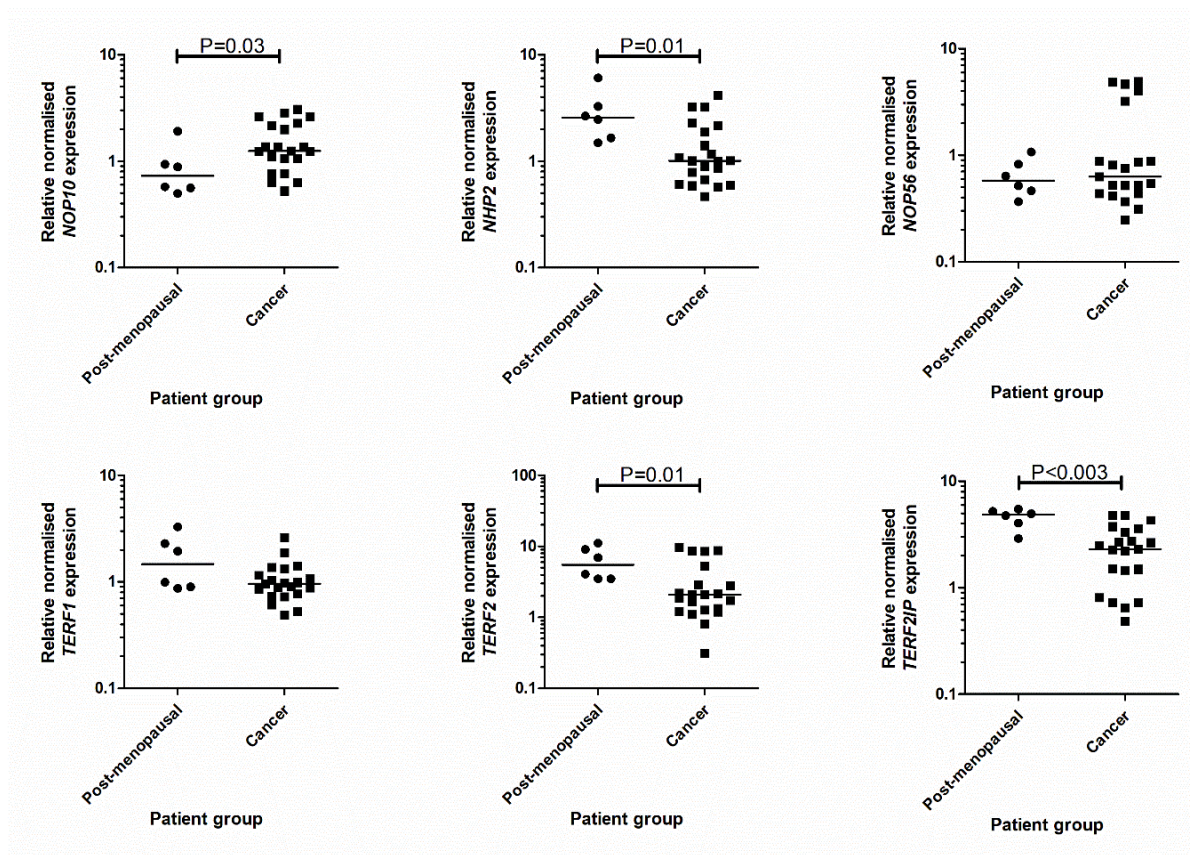 P=0.03
10
1
0.1
Relative normalised
NOP10 expression
Post-menopausal
Cancer
Patient group
P=0.01
10
1
0.1
Relative normalised
NHP2 expression
Post-menopausal
Cancer
Patient group
10
1
0.1
Relative normalised
NOP56 expression
Post-menopausal
Cancer
Patient group
10
1
0.1
Relative normalised
TERF1 expression
Post-menopausal
Cancer
Patient group
P=0.01
100
10
1
0.1
Relative normalised
TERF2 expression
Post-menopausal
Cancer
Patient group
P<0.003
10
1
0.1
Relative normalised
TERF2IP expression
Post-menopausal
Cancer
Patient group